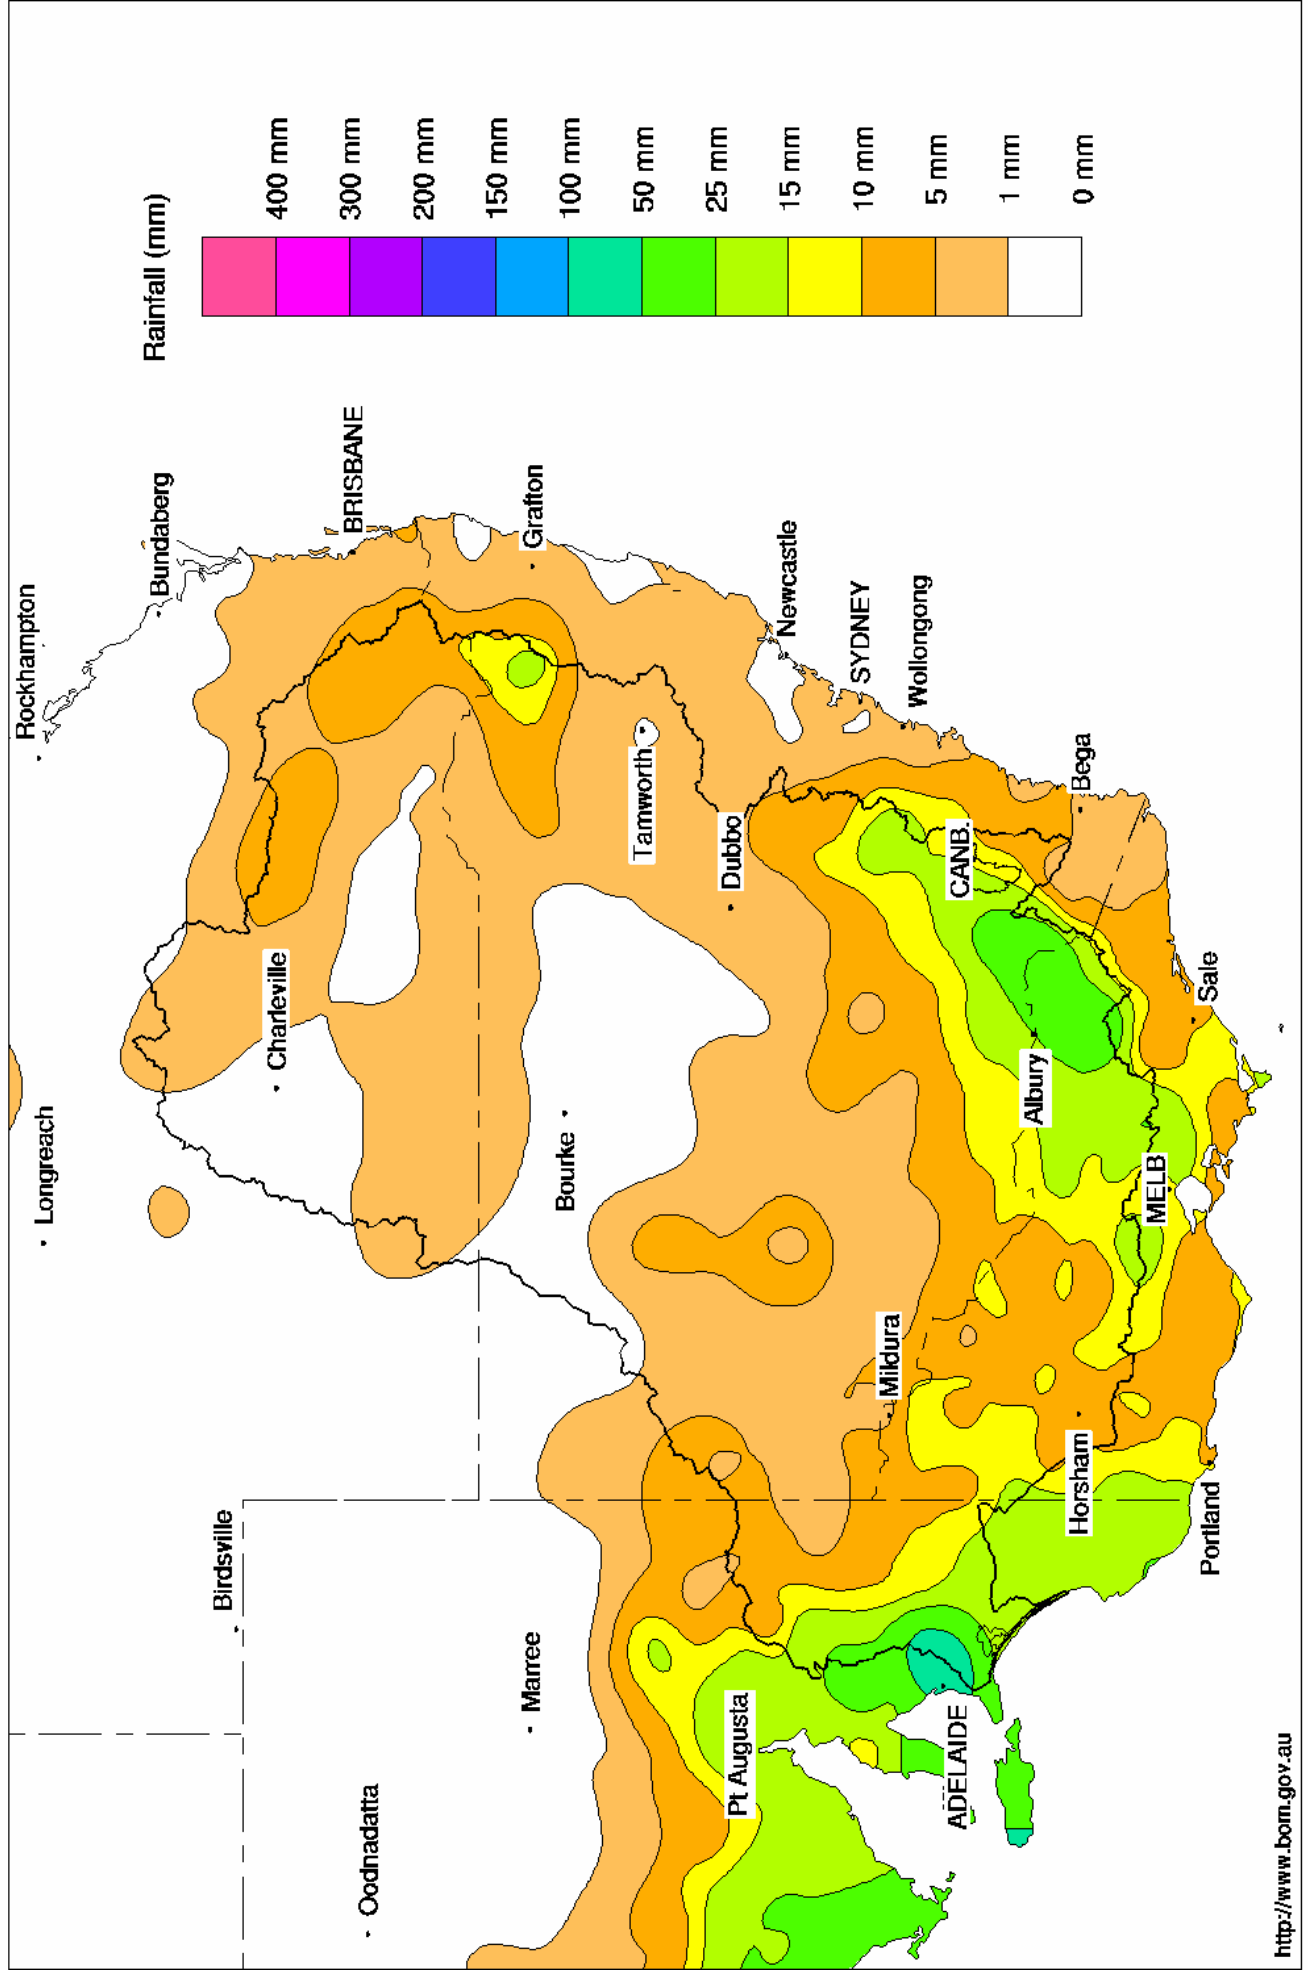 Rockhampton
Longreach
Bundaberg
Birdsville
BRISBANE
Charleville
Oodnadatta
Grafton
Bourke
Marree
Tamworth
Dubbo
Newcastle
Pt Augusta
SYDNEY
Mildura
Wollongong
CANB.
ADELAIDE
Albury
Bega
Horsham
MELB
Sale
Portland
Rainfall (mm)
400 mm
300 mm
200 mm
150 mm
100 mm
50 mm
25 mm
15 mm
10 mm
5 mm
1 mm
0 mm
http://www.bom.gov.au